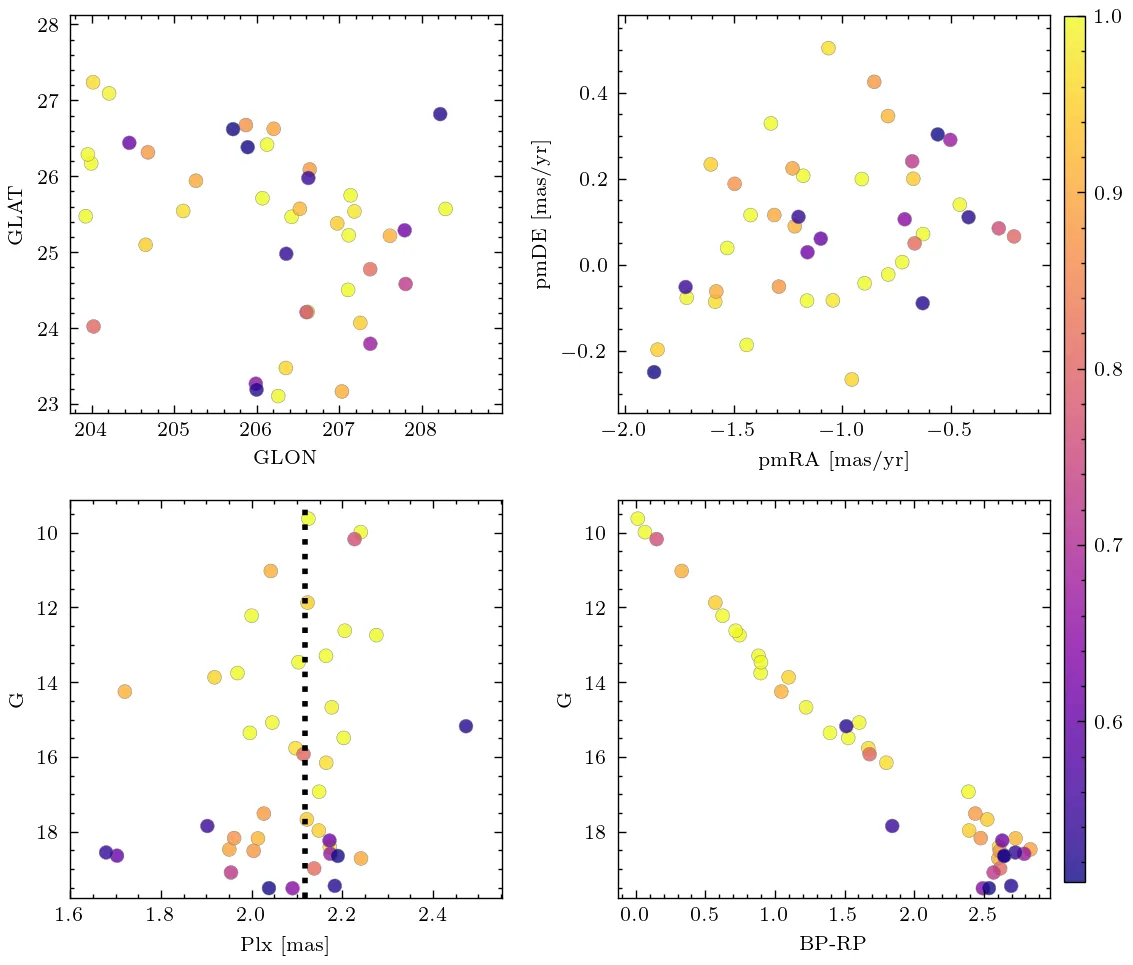 28
27
26
25
24
23
GLAT
204 205 206 207 208
GLON
0.4
0.2
0.0
−0.2
pmDE [mas/yr]
−2.0 −1.5 −1.0 −0.5
pmRA [mas/yr]
1.0
0.9
0.8
0.7
0.6
10
12
14
16
18
G
1.6 1.8 2.0 2.2 2.4
Plx [mas]
10
12
14
16
18
G
0.0 0.5 1.0 1.5 2.0 2.5
BP-RP